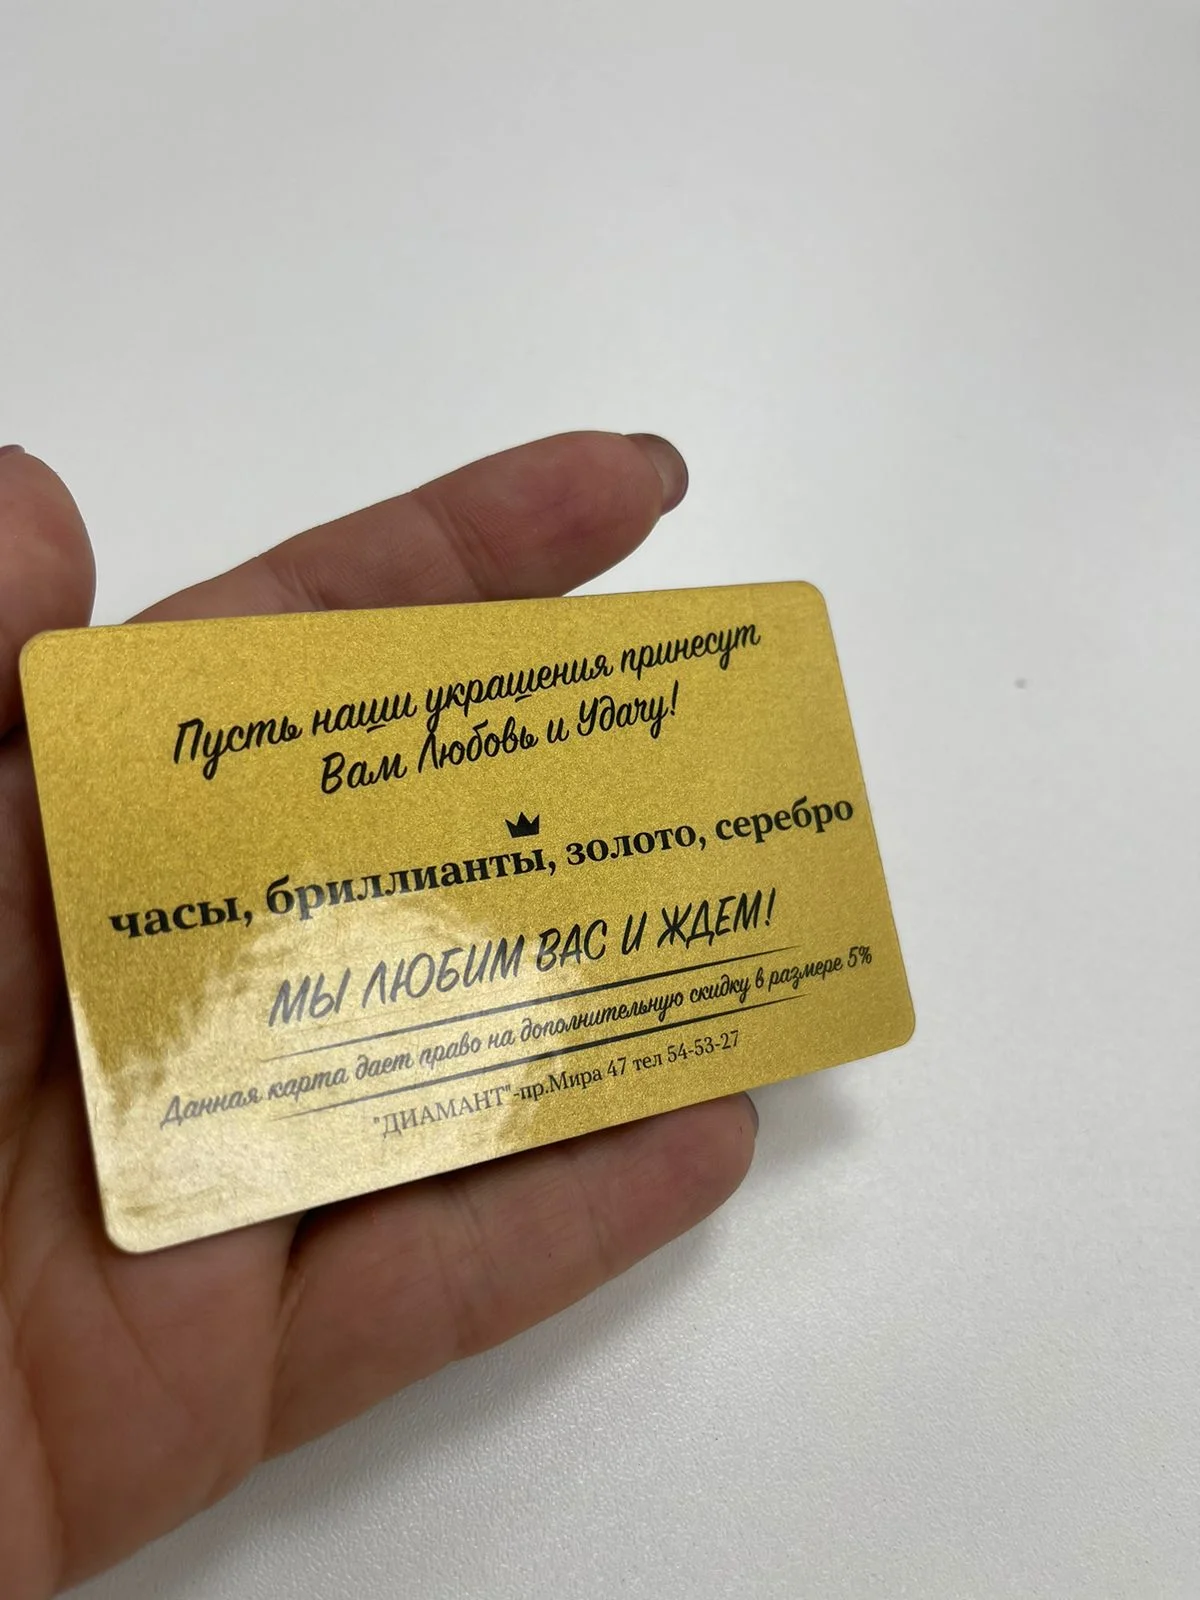 Пусть наши украшения принесут
Вам Любовь и Удачу!
часы, бриллианты, золото, серебро
МЫ ЛЮБИМ ВАС И ЖДЕМ!
Данная карта дает право на дополнительную скидку в размере 5%
"ДИАМАНТ"-пр.Мира 47 тел 54-53-27